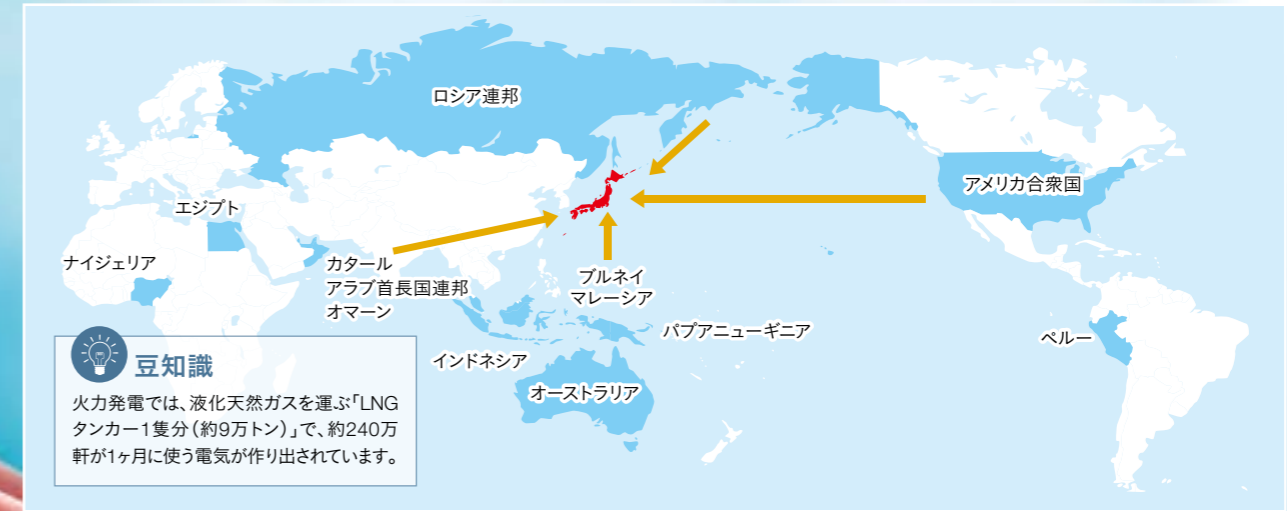 ロシア連邦
アメリカ合衆国
エジプト
ナイジェリア
カタール
アラブ首長国連邦
オマーン
ブルネイ
マレーシア
パプアニューギニア
ペルー
インドネシア
オーストラリア
豆知識
火力発電では、液化天然ガスを運ぶ「LNG
タンカー1隻分(約9万トン)」で、約240万
軒が1ヶ月に使う電気が作り出されています。